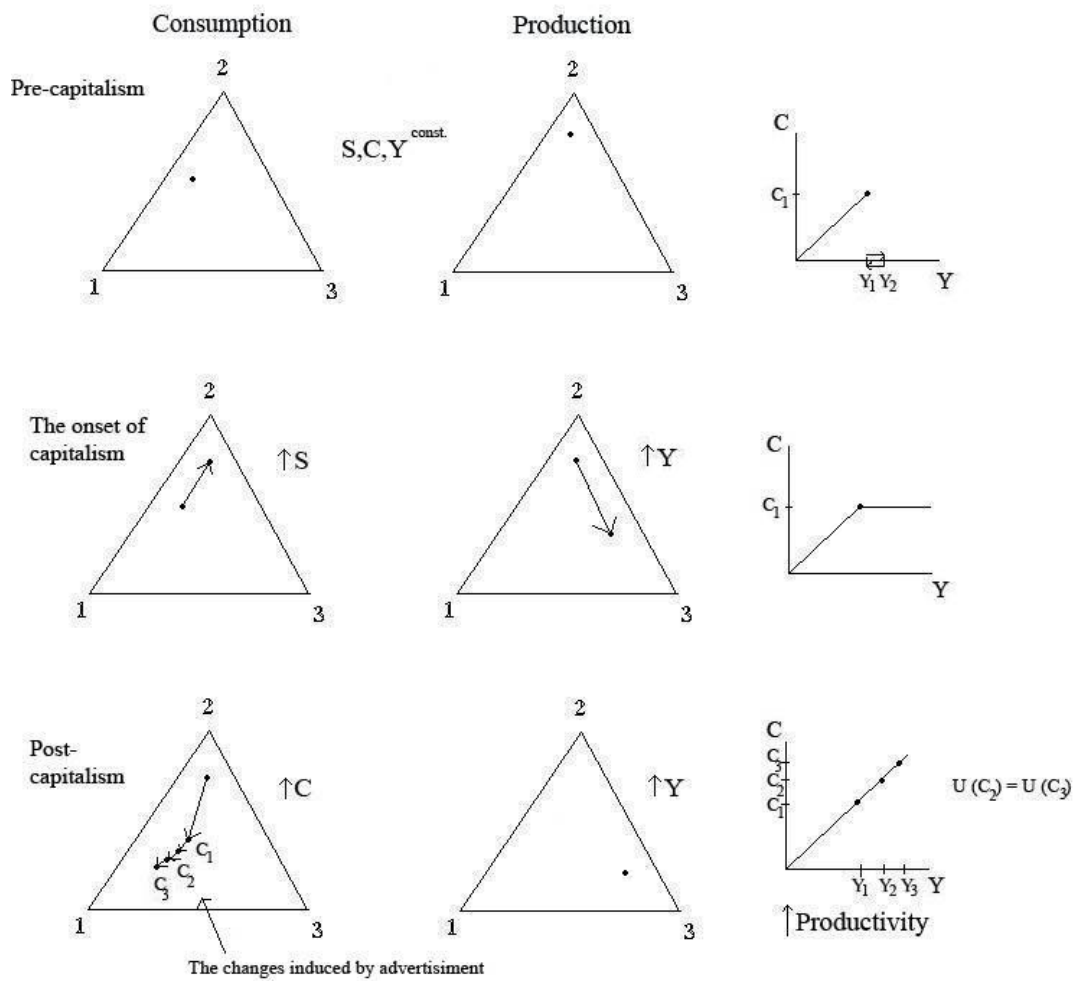 Consumption
Production
Pre-capitalism
2
1
3
S,C,Y const.
2
1
3
C
C₁
Y₁ Y₂
Y
The onset of
capitalism
2
1
3
↑S
2
1
3
↑Y
C
C₁
Y
Post-
capitalism
2
1
3
C₁
C₂
C₃
↑C
The changes induced by advertisiment
2
1
3
↑Y
C
C₃
C₂
C₁
Y₁ Y₂ Y₃ Y
↑Productivity
U (C₂) = U (C₃)